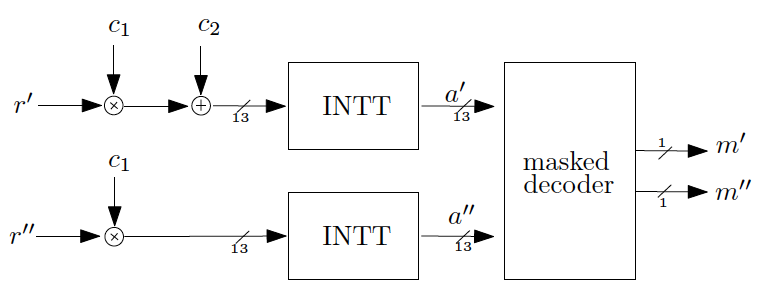 c₁ c₂
r′ × + 13 INTT a′ 13
1 m′
masked
decoder
1 m″
c₁
r″ × 13 INTT a″ 13